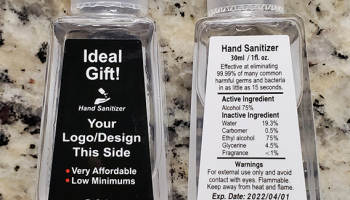 Ideal
Gift!
Hand Sanitizer
Your
Logo/Design
This Side
• Very Affordable
• Low Minimums
Hand Sanitizer
30ml / 1fl. oz.
Effective at eliminating
99.99% of many common
harmful germs and bacteria
in as little as 15 seconds.
Active Ingredient
Alcohol 75%
Inactive Ingredient
Water 19.3%
Carbomer 0.5%
Ethyl alcohol 75%
Glycerine 4.5%
Fragrance <1%
Warnings
For external use only and avoid
contact with eyes. Flammable.
Keep away from heat and flame.
Exp. Date: 2022/04/01